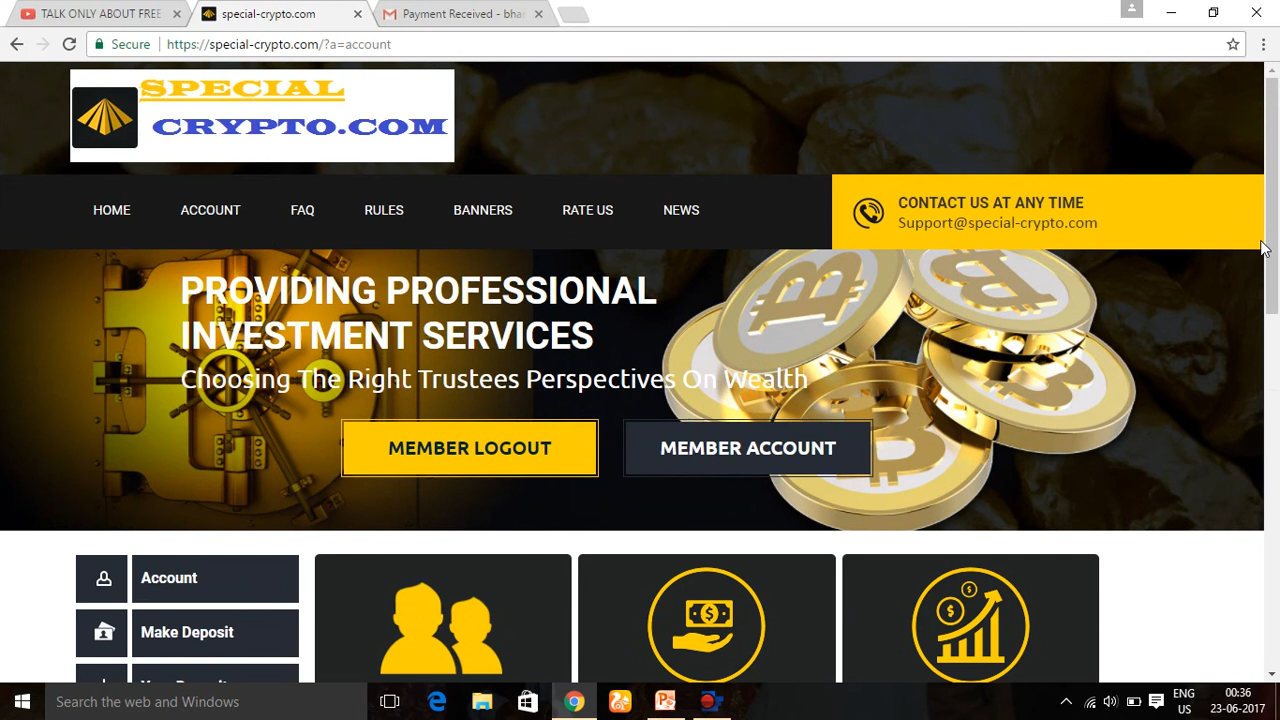 TALK ONLY ABOUT FREE
special-crypto.com
Payment Received - bhar
Secure
https://special-crypto.com/?a=account
SPECIAL
CRYPTO.COM
HOME
ACCOUNT
FAQ
RULES
BANNERS
RATE US
NEWS
CONTACT US AT ANY TIME
Support@special-crypto.com
PROVIDING PROFESSIONAL
INVESTMENT SERVICES
Choosing The Right Trustees Perspectives On Wealth
MEMBER LOGOUT
MEMBER ACCOUNT
Account
Make Deposit
Search the web and Windows
ENG
US
00:36
23-06-2017